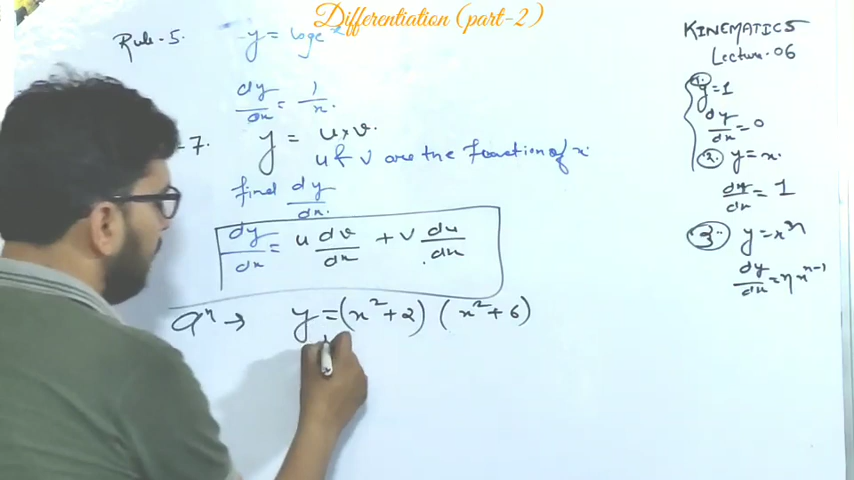 Differentiation (part-2)
Rule-5. y = logex
dy/dx = 1/x.
-7. y = u×v.
u & v are the function of x
find dy/dx.
dy/dx = u dv/dx + v du/dx
Qn → y = (x²+2) (x²+6)
KINEMATICS
Lecture-06
1. y=1
dy/dx = 0
2. y=x.
dy/dx = 1
3. y=xn
dy/dx = nxn-1